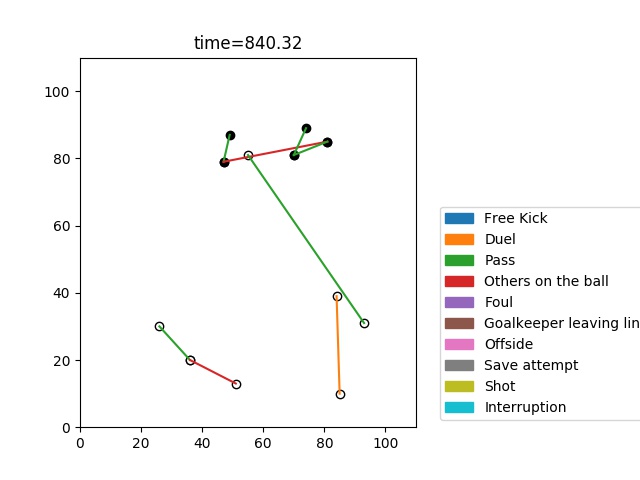 time=840.32
100
80
60
40
20
0
0 20 40 60 80 100
Free Kick
Duel
Pass
Others on the ball
Foul
Goalkeeper leaving lin
Offside
Save attempt
Shot
Interruption